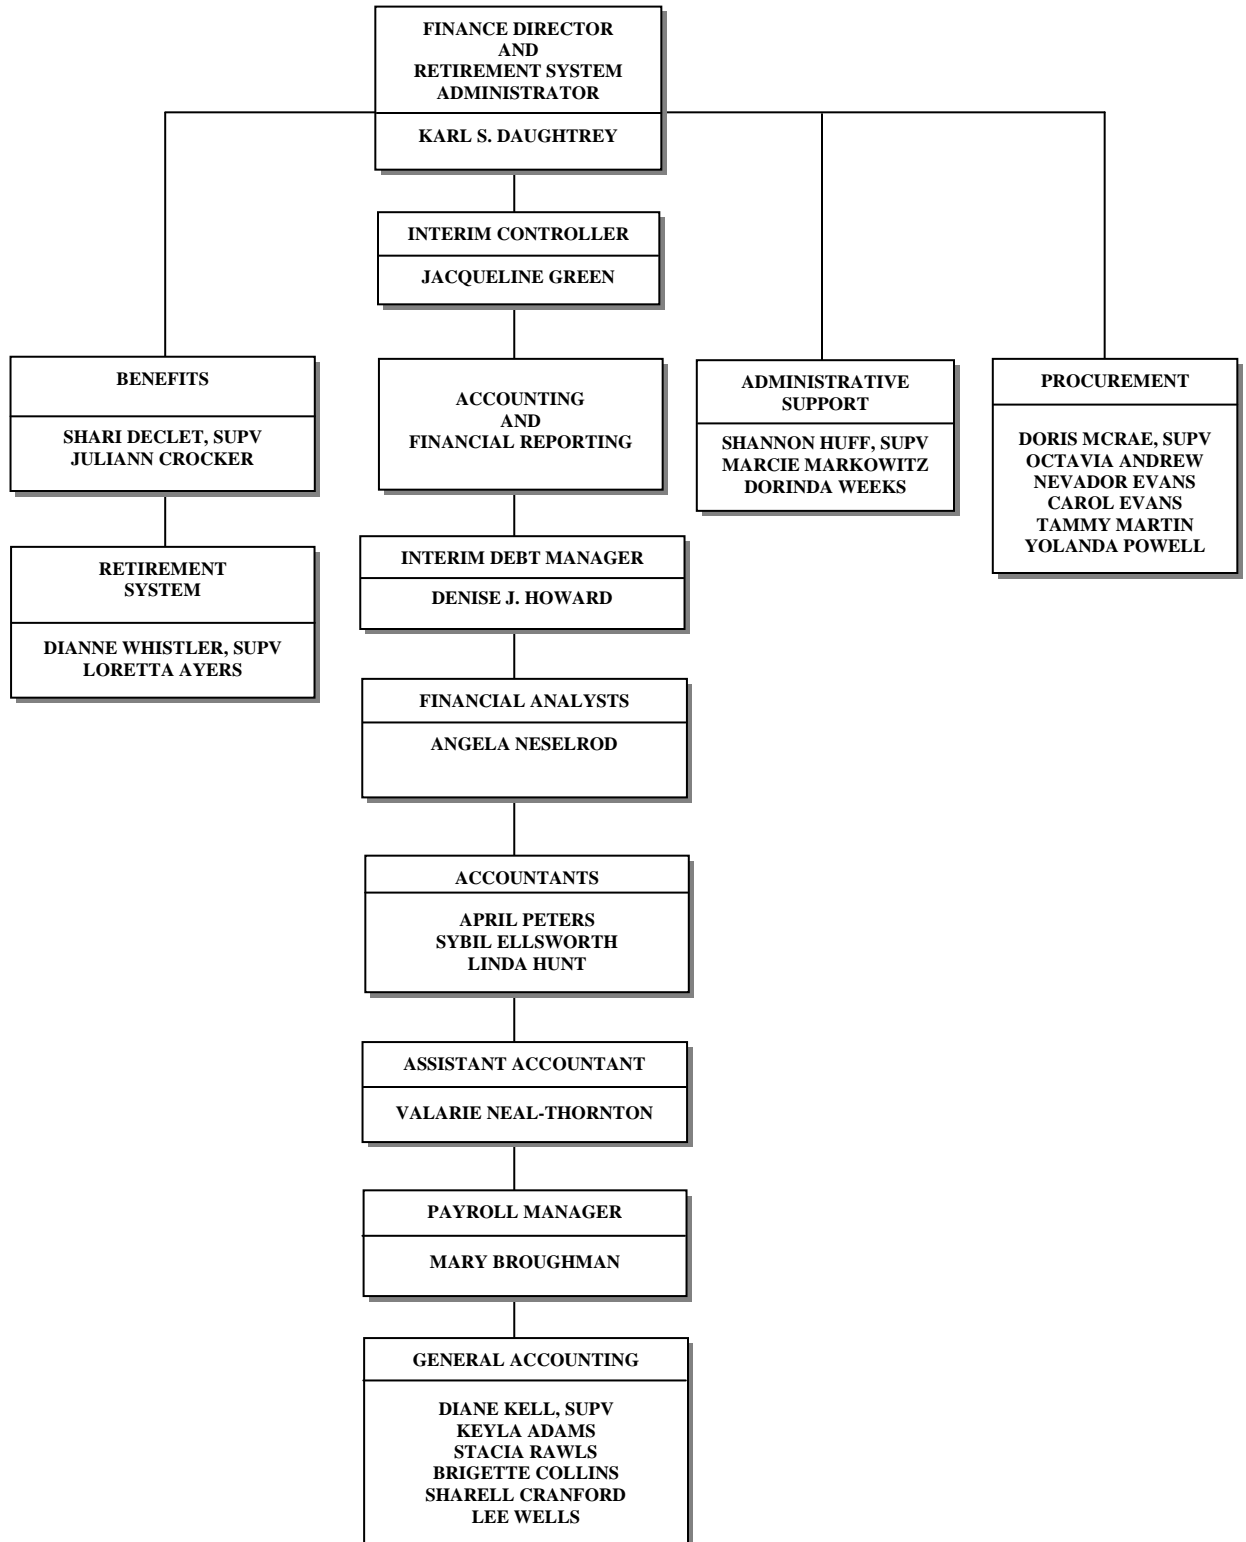 FINANCE DIRECTOR
AND
RETIREMENT SYSTEM
ADMINISTRATOR
KARL S. DAUGHTREY
INTERIM CONTROLLER
JACQUELINE GREEN
BENEFITS
SHARI DECLET, SUPV
JULIANN CROCKER
RETIREMENT
SYSTEM
DIANNE WHISTLER, SUPV
LORETTA AYERS
ACCOUNTING
AND
FINANCIAL REPORTING
INTERIM DEBT MANAGER
DENISE J. HOWARD
FINANCIAL ANALYSTS
ANGELA NESELROD
ACCOUNTANTS
APRIL PETERS
SYBIL ELLSWORTH
LINDA HUNT
ASSISTANT ACCOUNTANT
VALARIE NEAL-THORNTON
PAYROLL MANAGER
MARY BROUGHMAN
GENERAL ACCOUNTING
DIANE KELL, SUPV
KEYLA ADAMS
STACIA RAWLS
BRIGETTE COLLINS
SHARELL CRANFORD
LEE WELLS
ADMINISTRATIVE
SUPPORT
SHANNON HUFF, SUPV
MARCIE MARKOWITZ
DORINDA WEEKS
PROCUREMENT
DORIS MCRAE, SUPV
OCTAVIA ANDREW
NEVADOR EVANS
CAROL EVANS
TAMMY MARTIN
YOLANDA POWELL